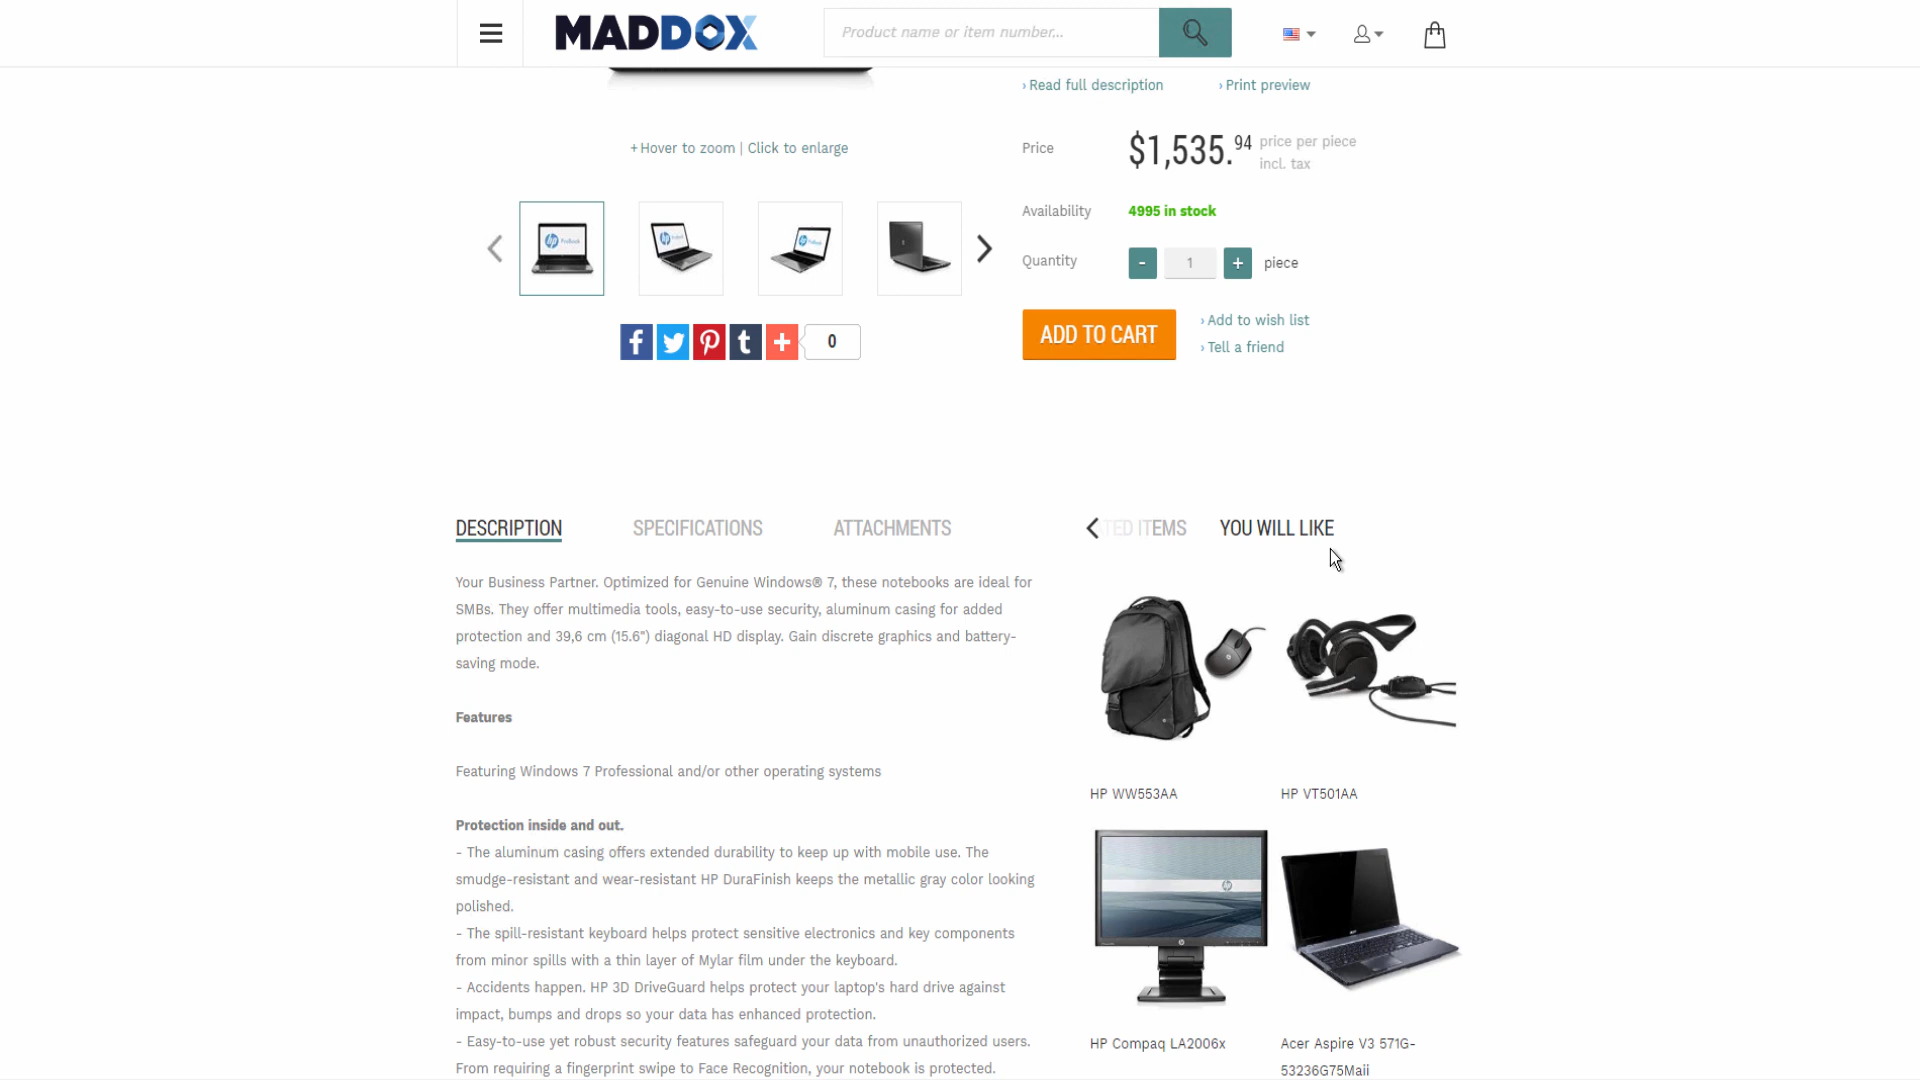 MADDOX
Product name or item number...
› Read full description
› Print preview
+ Hover to zoom | Click to enlarge
Price
$1,535.94
price per piece
incl. tax
Availability
4995 in stock
Quantity
-
1
+
piece
ADD TO CART
› Add to wish list
› Tell a friend
0
DESCRIPTION
SPECIFICATIONS
ATTACHMENTS
TED ITEMS
YOU WILL LIKE
Your Business Partner. Optimized for Genuine Windows® 7, these notebooks are ideal for
SMBs. They offer multimedia tools, easy-to-use security, aluminum casing for added
protection and 39,6 cm (15.6") diagonal HD display. Gain discrete graphics and battery-
saving mode.
Features
Featuring Windows 7 Professional and/or other operating systems
Protection inside and out.
- The aluminum casing offers extended durability to keep up with mobile use. The
smudge-resistant and wear-resistant HP DuraFinish keeps the metallic gray color looking
polished.
- The spill-resistant keyboard helps protect sensitive electronics and key components
from minor spills with a thin layer of Mylar film under the keyboard.
- Accidents happen. HP 3D DriveGuard helps protect your laptop's hard drive against
impact, bumps and drops so your data has enhanced protection.
- Easy-to-use yet robust security features safeguard your data from unauthorized users.
From requiring a fingerprint swipe to Face Recognition, your notebook is protected.
HP WW553AA
HP VT501AA
HP Compaq LA2006x
Acer Aspire V3 571G-
53236G75Maii